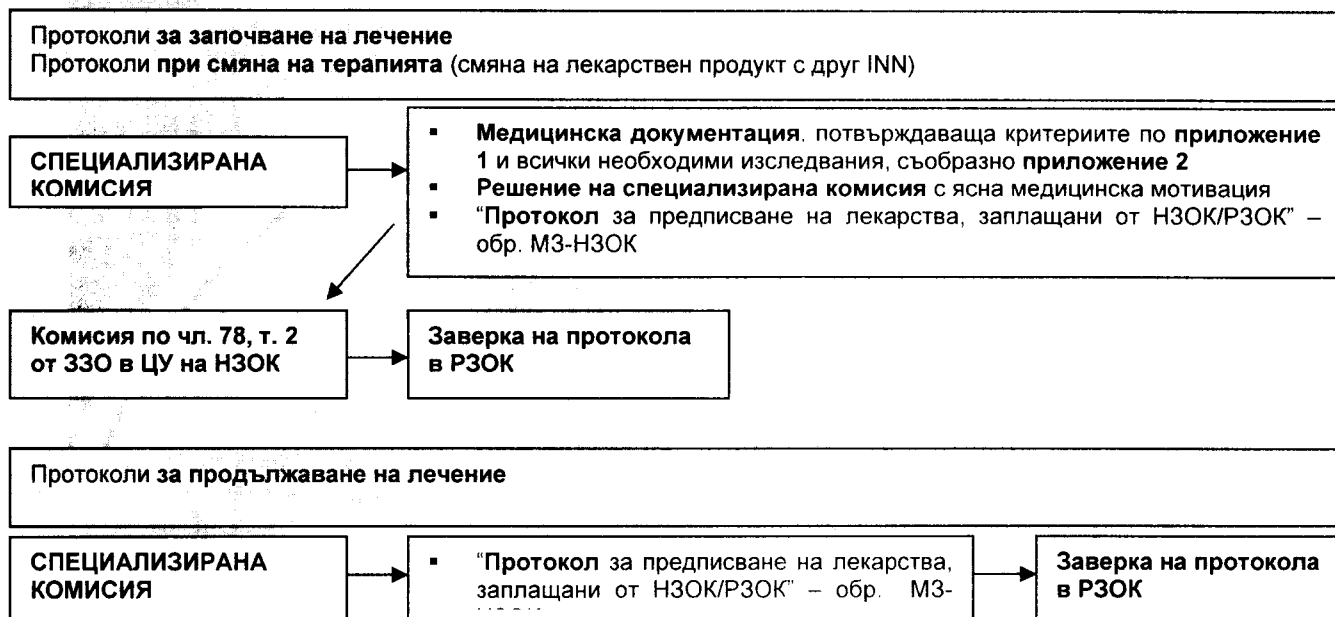 Протоколи за започване на лечение
Протоколи при смяна на терапията (смяна на лекарствен продукт с друг INN)
СПЕЦИАЛИЗИРАНА
КОМИСИЯ
▪ Медицинска документация. потвърждаваща критериите по приложение
1 и всички необходими изследвания, съобразно приложение 2
▪ Решение на специализирана комисия с ясна медицинска мотивация
▪ “Протокол за предписване на лекарства, заплащани от НЗОК/РЗОК” –
обр. МЗ-НЗОК
Комисия по чл. 78, т. 2
от ЗЗО в ЦУ на НЗОК
Заверка на протокола
в РЗОК
Протоколи за продължаване на лечение
СПЕЦИАЛИЗИРАНА
КОМИСИЯ
▪ “Протокол за предписване на лекарства,
заплащани от НЗОК/РЗОК” – обр. МЗ-
Заверка на протокола
в РЗОК